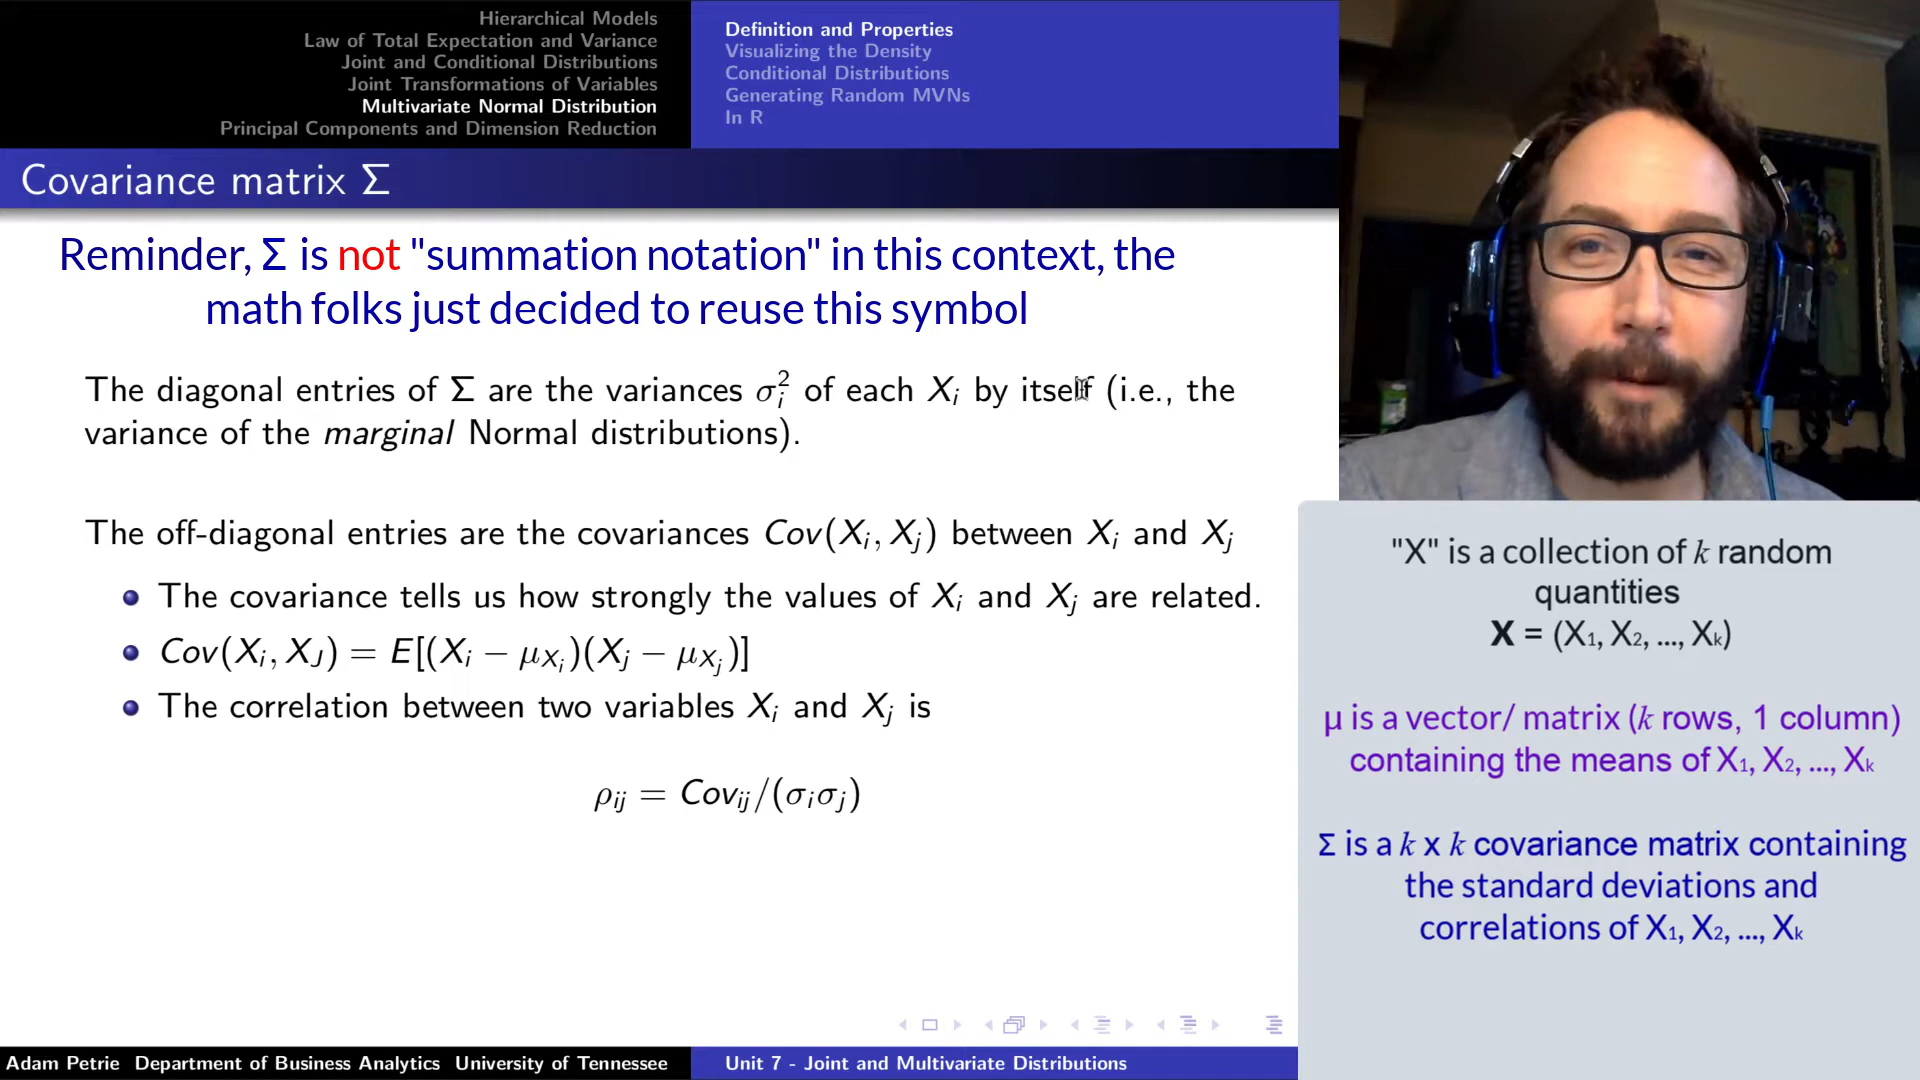 Hierarchical Models
Law of Total Expectation and Variance
Joint and Conditional Distributions
Joint Transformations of Variables
Multivariate Normal Distribution
Principal Components and Dimension Reduction
Definition and Properties
Visualizing the Density
Conditional Distributions
Generating Random MVNs
In R
Covariance matrix Σ
Reminder, Σ is not "summation notation" in this context, the
math folks just decided to reuse this symbol
The diagonal entries of Σ are the variances σᵢ² of each Xᵢ by itself (i.e., the
variance of the marginal Normal distributions).
The off-diagonal entries are the covariances Cov(Xᵢ, Xⱼ) between Xᵢ and Xⱼ
The covariance tells us how strongly the values of Xᵢ and Xⱼ are related.
Cov(Xᵢ, X_J) = E[(Xᵢ − μ_{Xᵢ})(Xⱼ − μ_{Xⱼ})]
The correlation between two variables Xᵢ and Xⱼ is
ρᵢⱼ = Covᵢⱼ/(σᵢσⱼ)
"X" is a collection of k random
quantities
X = (X₁, X₂, ..., Xₖ)
μ is a vector/ matrix (k rows, 1 column)
containing the means of X₁, X₂, ..., Xₖ
Σ is a k x k covariance matrix containing
the standard deviations and
correlations of X₁, X₂, ..., Xₖ
Adam Petrie Department of Business Analytics University of Tennessee
Unit 7 - Joint and Multivariate Distributions